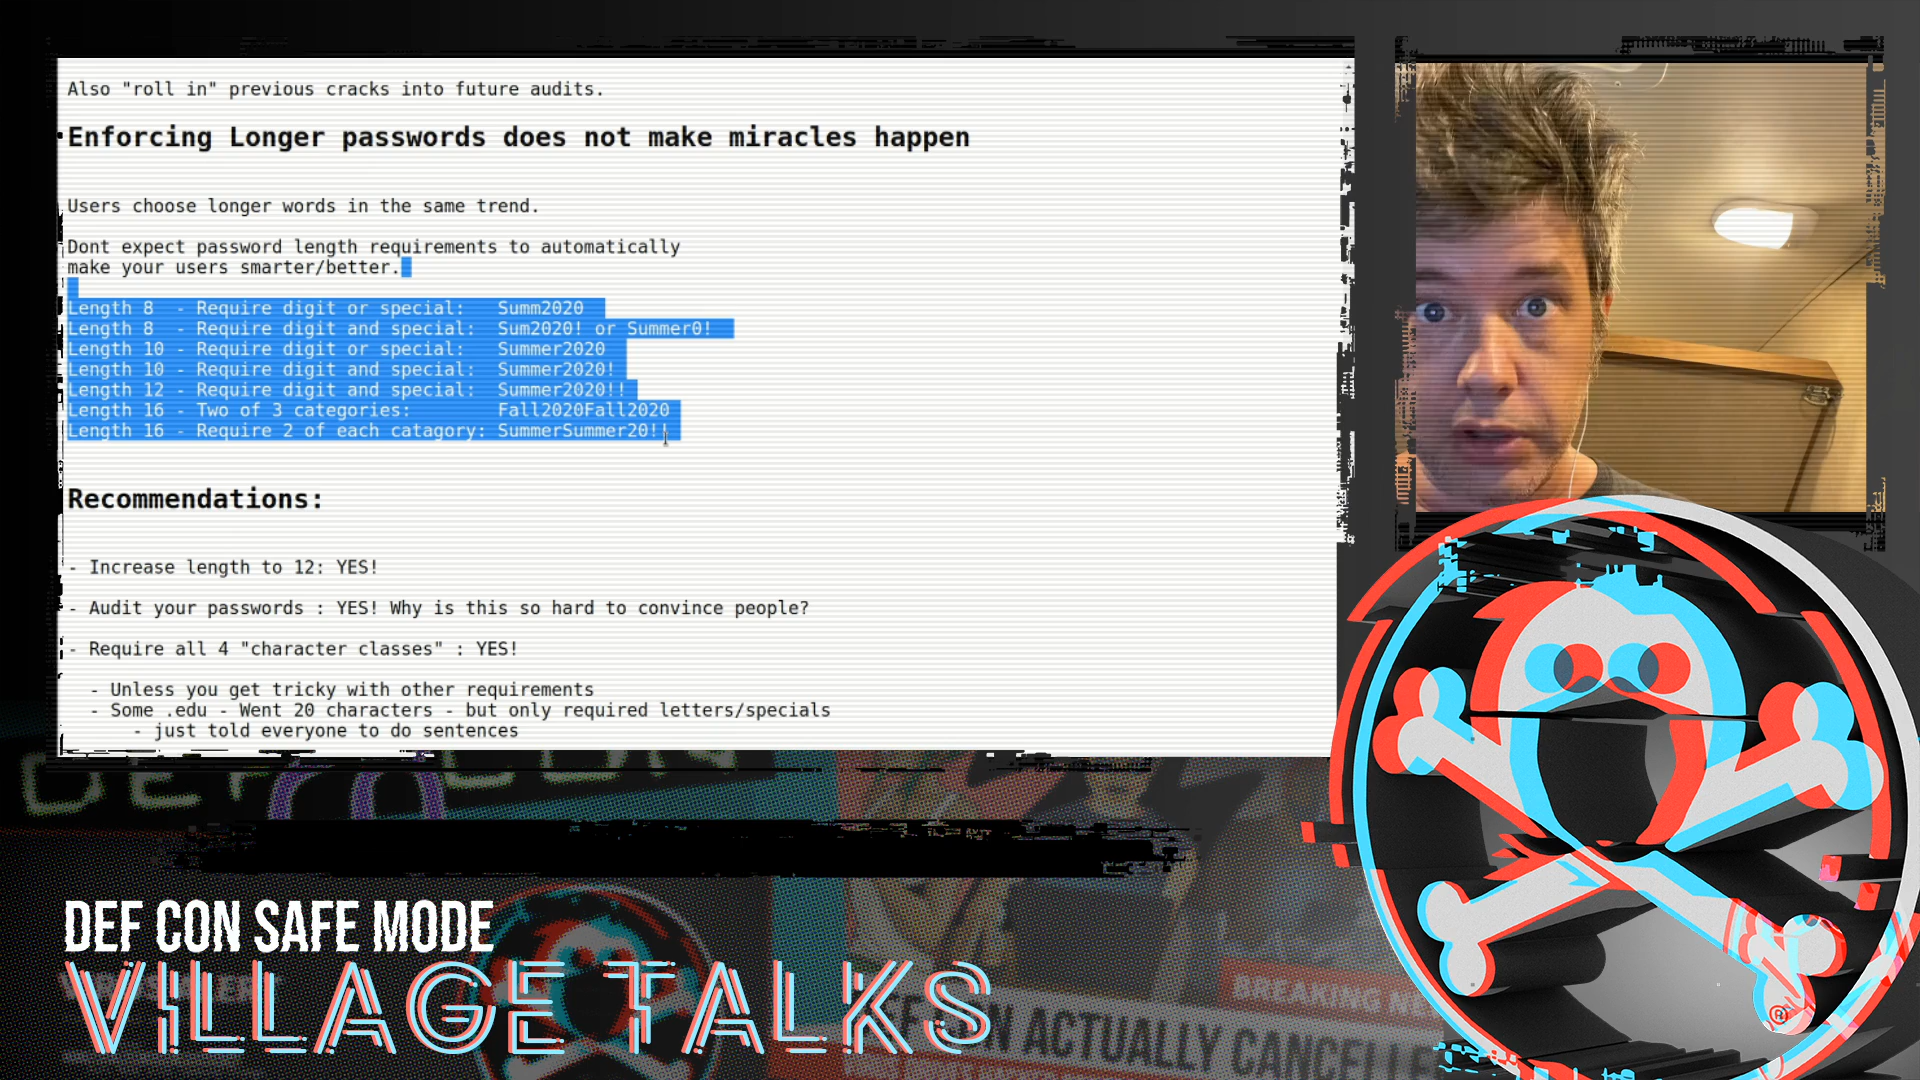 Also "roll in" previous cracks into future audits.
Enforcing Longer passwords does not make miracles happen
Users choose longer words in the same trend.
Dont expect password length requirements to automatically
make your users smarter/better.
Length 8  - Require digit or special:   Summ2020
Length 8  - Require digit and special:  Sum2020! or Summer0!
Length 10 - Require digit or special:   Summer2020
Length 10 - Require digit and special:  Summer2020!
Length 12 - Require digit and special:  Summer2020!!
Length 16 - Two of 3 categories:        Fall2020Fall2020
Length 16 - Require 2 of each catagory: SummerSummer20!!
Recommendations:
- Increase length to 12: YES!
- Audit your passwords : YES! Why is this so hard to convince people?
- Require all 4 "character classes" : YES!
- Unless you get tricky with other requirements
- Some .edu - Went 20 characters - but only required letters/specials
- just told everyone to do sentences
DEF CON
DEF CON SAFE MODE
VILLAGE TALKS
BREAKING
ACTUALLY
®